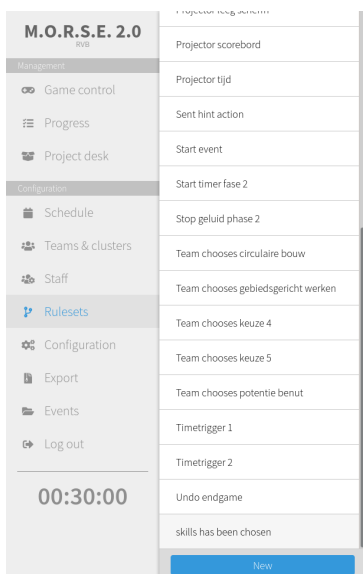 M.O.R.S.E. 2.0
RVB
Management
Game control
Progress
Project desk
Configuration
Schedule
Teams & clusters
Staff
Rulesets
Configuration
Export
Events
Log out
00:30:00
Projector leeg scherm
Projector scorebord
Projector tijd
Sent hint action
Start event
Start timer fase 2
Stop geluid phase 2
Team chooses circulaire bouw
Team chooses gebiedsgericht werken
Team chooses keuze 4
Team chooses keuze 5
Team chooses potentie benut
Timetrigger 1
Timetrigger 2
Undo endgame
skills has been chosen
New